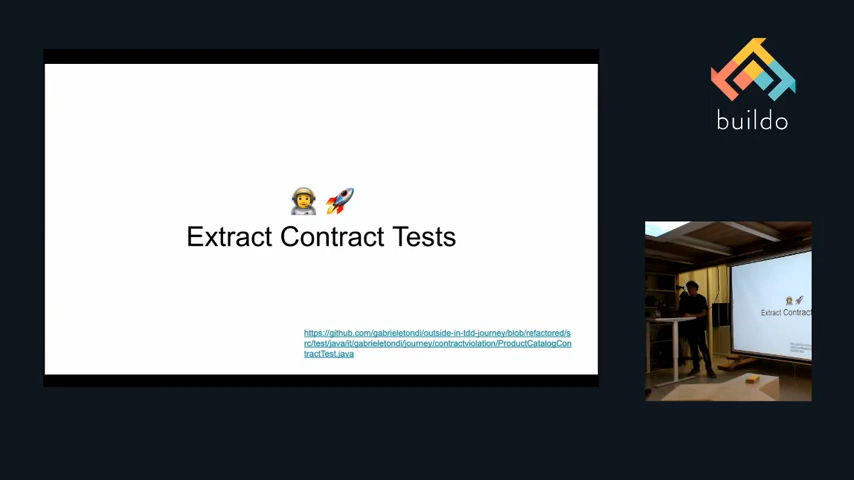 Extract Contract Tests
https://github.com/gabrieletondi/outside-in-tdd-journey/blob/refactored/s
rc/test/java/it/gabrieletondi/journey/contractviolation/ProductCatalogCon
tractTest.java
buildo
Extract Contract